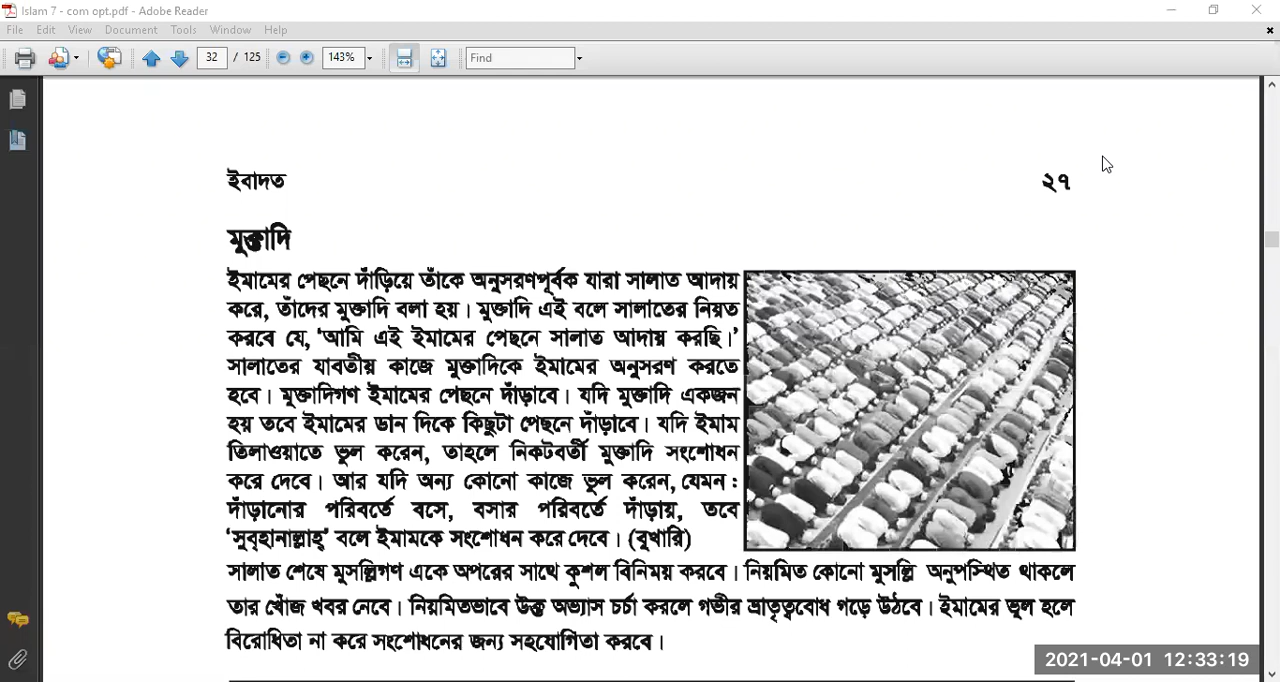 Islam 7 - com opt.pdf - Adobe Reader
File Edit View Document Tools Window Help
32 / 125 143% Find
ইবাদত ২৭
মুক্তাদি
ইমামের পেছনে দাঁড়িয়ে তাঁকে অনুসরণপূর্বক যারা সালাত আদায়
করে, তাঁদের মুক্তাদি বলা হয়। মুক্তাদি এই বলে সালাতের নিয়ত
করবে যে, ‘আমি এই ইমামের পেছনে সালাত আদায় করছি।’
সালাতের যাবতীয় কাজে মুক্তাদিকে ইমামের অনুসরণ করতে
হবে। মুক্তাদিগণ ইমামের পেছনে দাঁড়াবে। যদি মুক্তাদি একজন
হয় তবে ইমামের ডান দিকে কিছুটা পেছনে দাঁড়াবে। যদি ইমাম
তিলাওয়াতে ভুল করেন, তাহলে নিকটবর্তী মুক্তাদি সংশোধন
করে দেবে। আর যদি অন্য কোনো কাজে ভুল করেন, যেমন :
দাঁড়ানোর পরিবর্তে বসে, বসার পরিবর্তে দাঁড়ায়, তবে
‘সুব্‌হানাল্লাহ্’ বলে ইমামকে সংশোধন করে দেবে। (বুখারি)
সালাত শেষে মুসল্লিগণ একে অপরের সাথে কুশল বিনিময় করবে। নিয়মিত কোনো মুসল্লি অনুপস্থিত থাকলে
তার খোঁজ খবর নেবে। নিয়মিতভাবে উক্ত অভ্যাস চর্চা করলে গভীর ভ্রাতৃত্ববোধ গড়ে উঠবে। ইমামের ভুল হলে
বিরোধিতা না করে সংশোধনের জন্য সহযোগিতা করবে।
2021-04-01 12:33:19